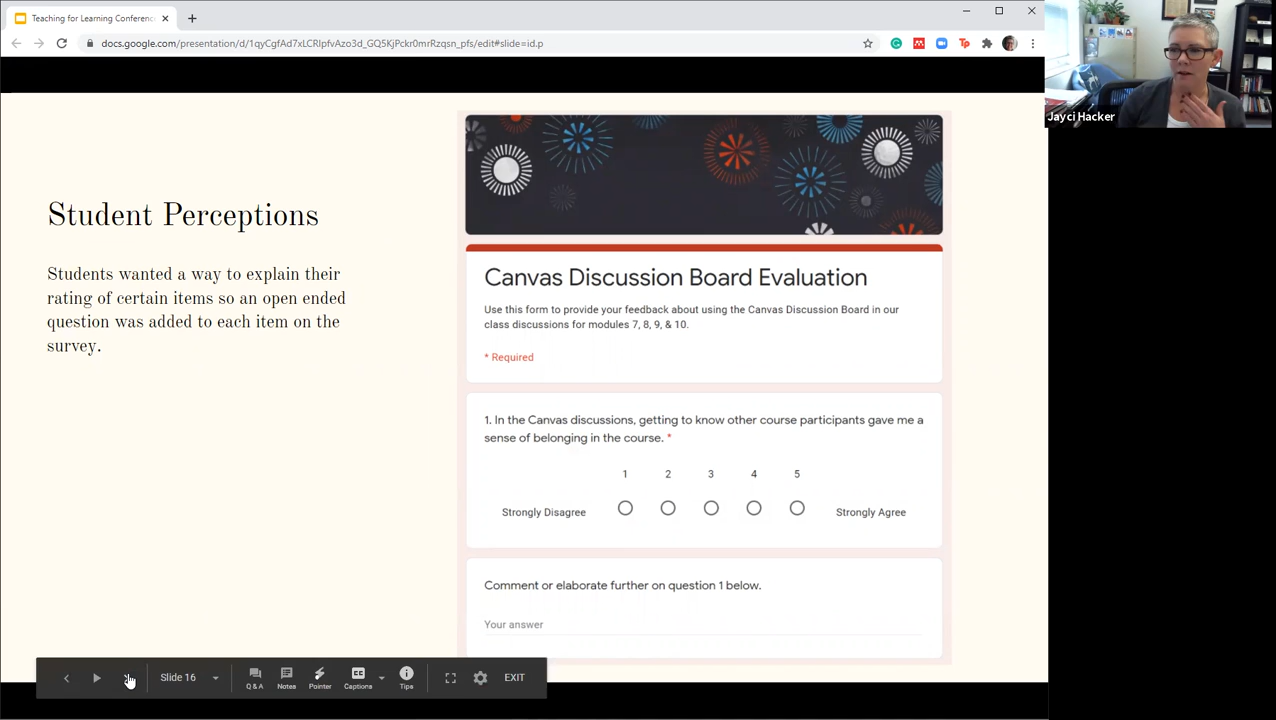 Teaching for Learning Conferenc
docs.google.com/presentation/d/1qyCgfAd7xLCRIpfvAzo3d_GQ5KjPckr0mrRzqsn_pfs/edit#slide=id.p
Jayci Hacker
Student Perceptions
Students wanted a way to explain their
rating of certain items so an open ended
question was added to each item on the
survey.
Canvas Discussion Board Evaluation
Use this form to provide your feedback about using the Canvas Discussion Board in our
class discussions for modules 7, 8, 9, & 10.
* Required
1. In the Canvas discussions, getting to know other course participants gave me a
sense of belonging in the course. *
1 2 3 4 5
Strongly Disagree Strongly Agree
Comment or elaborate further on question 1 below.
Your answer
Slide 16 Q & A Notes Pointer CC Captions Tips EXIT